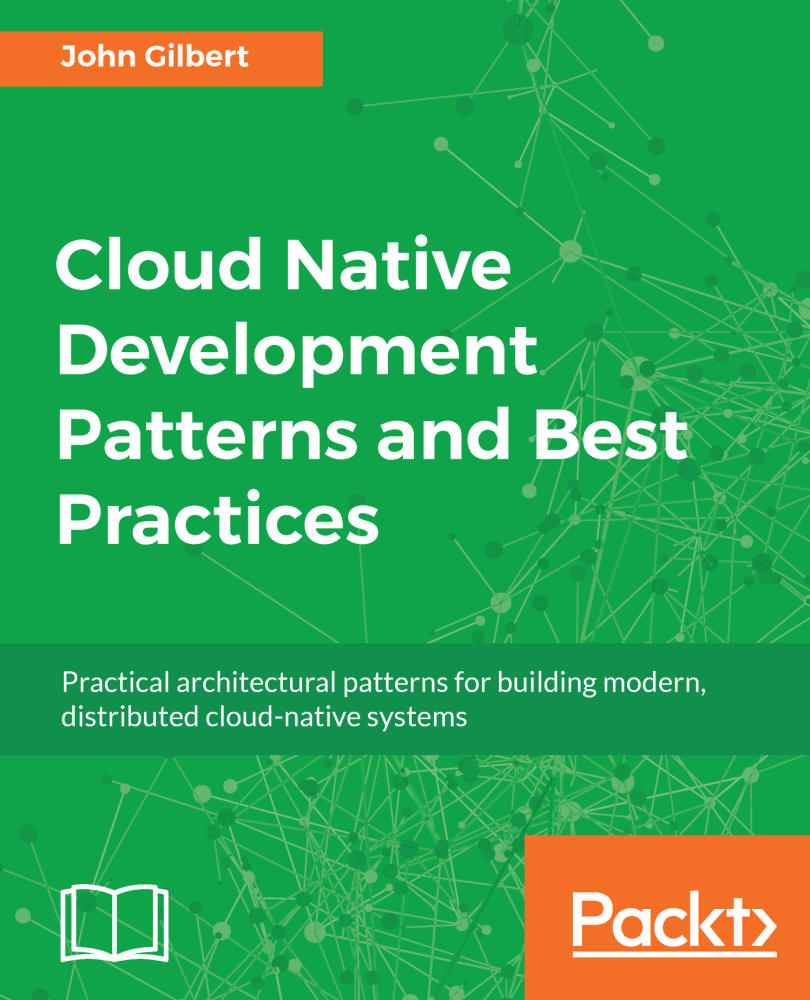 John Gilbert
Cloud Native
Development
Patterns and Best
Practices
Practical architectural patterns for building modern,
distributed cloud-native systems
Packt>